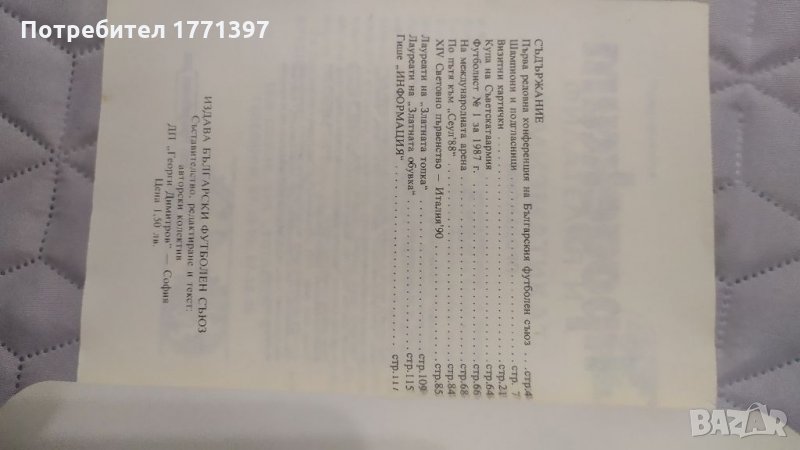 Потребител 1771397
СЪДЪРЖАНИЕ
Първа редовна конференция на Българския футболен съюз ... стр.4
Шампиони и подгласници ............ стр. 7
Визитни картички ............ стр.21
Купа на Съветскатаармия ............ стр.64
Футболист № 1 за 1987 г. ............ стр.66
На международната арена ............ стр.68
По пътя към „Сеул'88“ ............ стр.84
XIV Световно първенство — Италия'90 ............ стр.85
Лауреати на „Златната топка“ ............ стр.109
Лауреати на „Златната обувка“ ............ стр.115
Гише „ИНФОРМАЦИЯ“ ............ стр.117
ИЗДАВА БЪЛГАРСКИ ФУТБОЛЕН СЪЮЗ
Съставителство, редактиране и текст:
авторски колектив
ДП „Георги Димитров“ — София
Цена 1,50 лв.
BAZAR